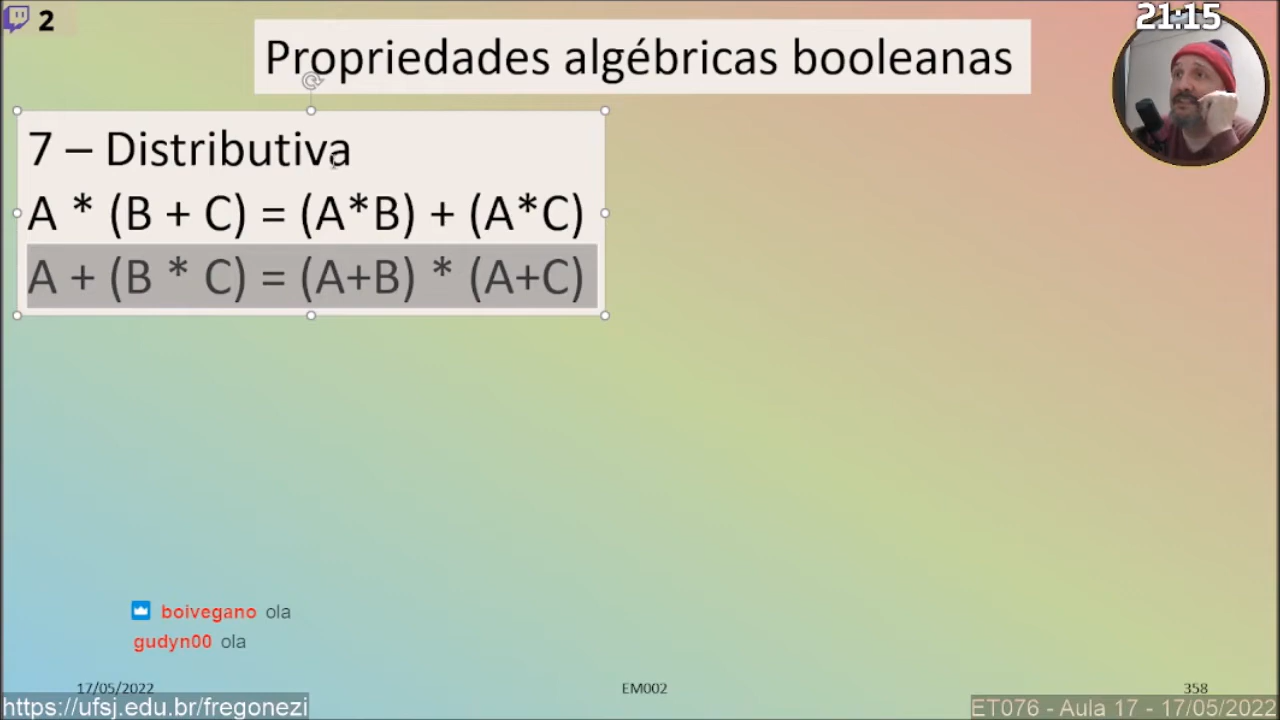 2
21:15
Propriedades algébricas booleanas
7 – Distributiva
A * (B + C) = (A*B) + (A*C)
A + (B * C) = (A+B) * (A+C)
boivegano ola
gudyn00 ola
17/05/2022
EM002
358
https://ufsj.edu.br/fregonezi
ET076 - Aula 17 - 17/05/2022